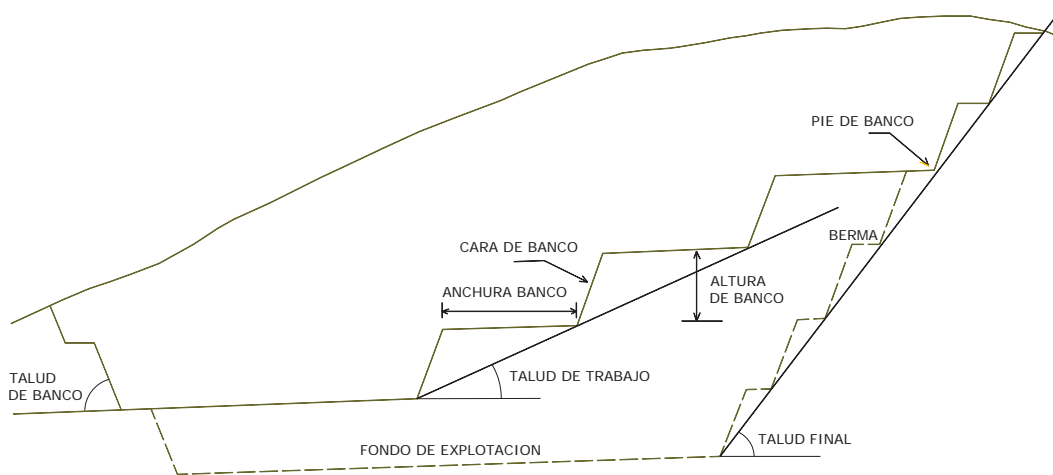 PIE DE BANCO
BERMA
CARA DE BANCO
ANCHURA BANCO
ALTURA
DE BANCO
TALUD
DE BANCO
TALUD DE TRABAJO
TALUD FINAL
FONDO DE EXPLOTACION